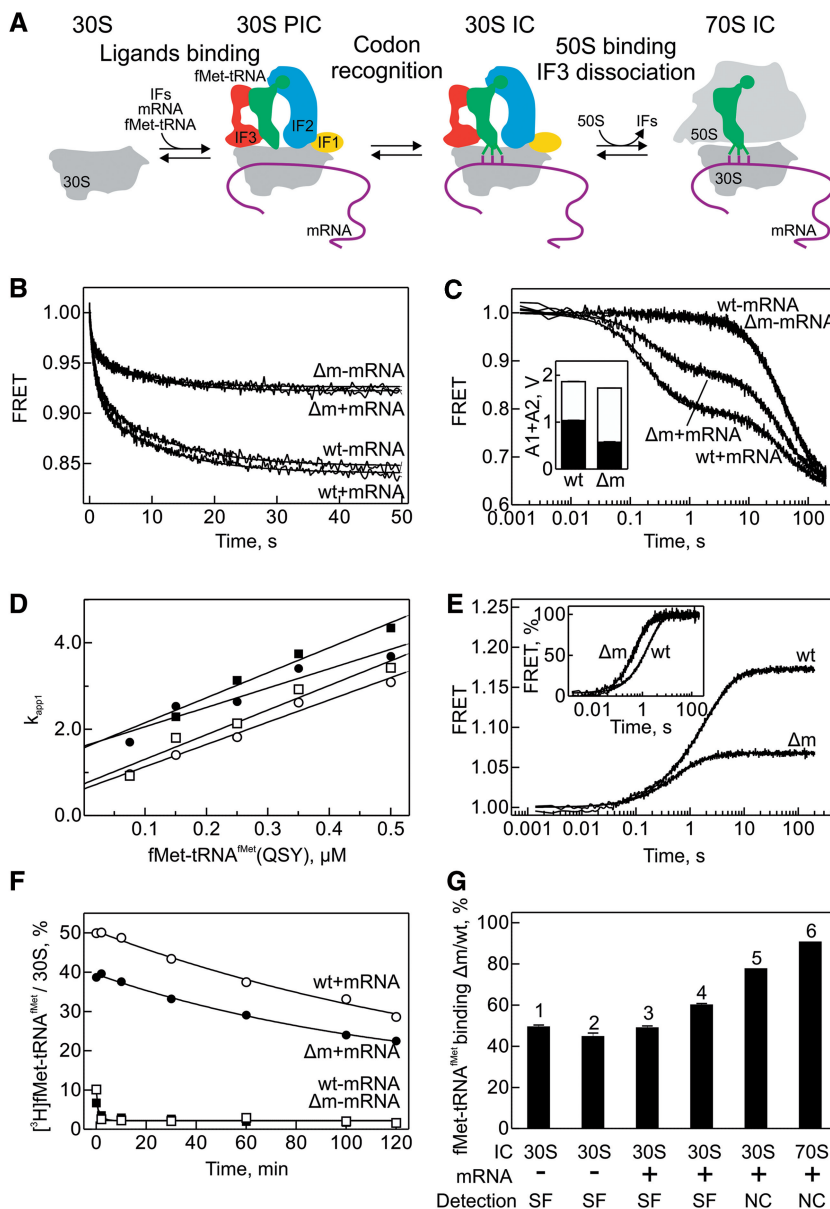 A
30S
30S PIC
30S IC
70S IC
Ligands binding
Codon
recognition
50S binding
IF3 dissociation
fMet-tRNA
IFs
mRNA
fMet-tRNA
IF3
IF2
IF1
30S
mRNA
50S
IFs
50S
30S
mRNA
B
FRET
1.00
0.95
0.90
0.85
Δm-mRNA
Δm+mRNA
wt-mRNA
wt+mRNA
0 10 20 30 40 50
Time, s
C
FRET
1.0
0.9
0.8
0.7
0.6
wt-mRNA
Δm-mRNA
Δm+mRNA
wt+mRNA
A1+A2, V
2
1
0
wt Δm
0.001 0.01 0.1 1 10 100
Time, s
D
kapp1
4.0
2.0
0.0
0.1 0.2 0.3 0.4 0.5
fMet-tRNAfMet(QSY), µM
E
FRET
1.25
1.20
1.15
1.10
1.05
1.00
FRET, %
100
50
0
Δm wt
0.01 1 100
Time, s
wt
Δm
0.001 0.01 0.1 1 10 100
Time, s
F
[³H]fMet-tRNAfMet / 30S, %
50
40
30
20
10
0
wt+mRNA
Δm+mRNA
wt-mRNA
Δm-mRNA
0 20 40 60 80 100 120
Time, min
G
fMet-tRNAfMet binding Δm/wt, %
100
80
60
40
20
0
1 2 3 4 5 6
IC 30S 30S 30S 30S 30S 70S
mRNA - - + + + +
Detection SF SF SF SF NC NC